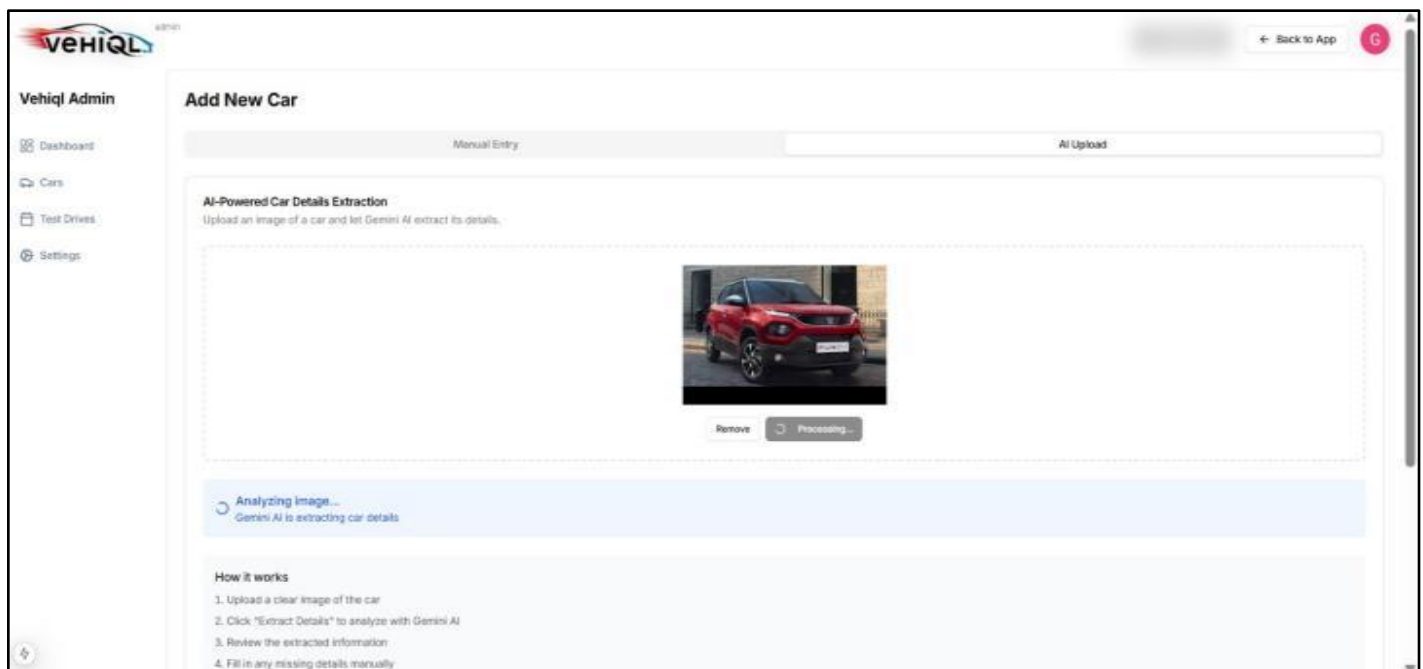 VEHIQL
admin
← Back to App
G
Vehiql Admin
Add New Car
Dashboard
Manual Entry
AI Upload
Cars
Test Drives
Settings
AI-Powered Car Details Extraction
Upload an image of a car and let Gemini AI extract its details.
PUNCH
Remove
Processing...
Analyzing image...
Gemini AI is extracting car details
How it works
1. Upload a clear image of the car
2. Click "Extract Details" to analyze with Gemini AI
3. Review the extracted information
4. Fill in any missing details manually